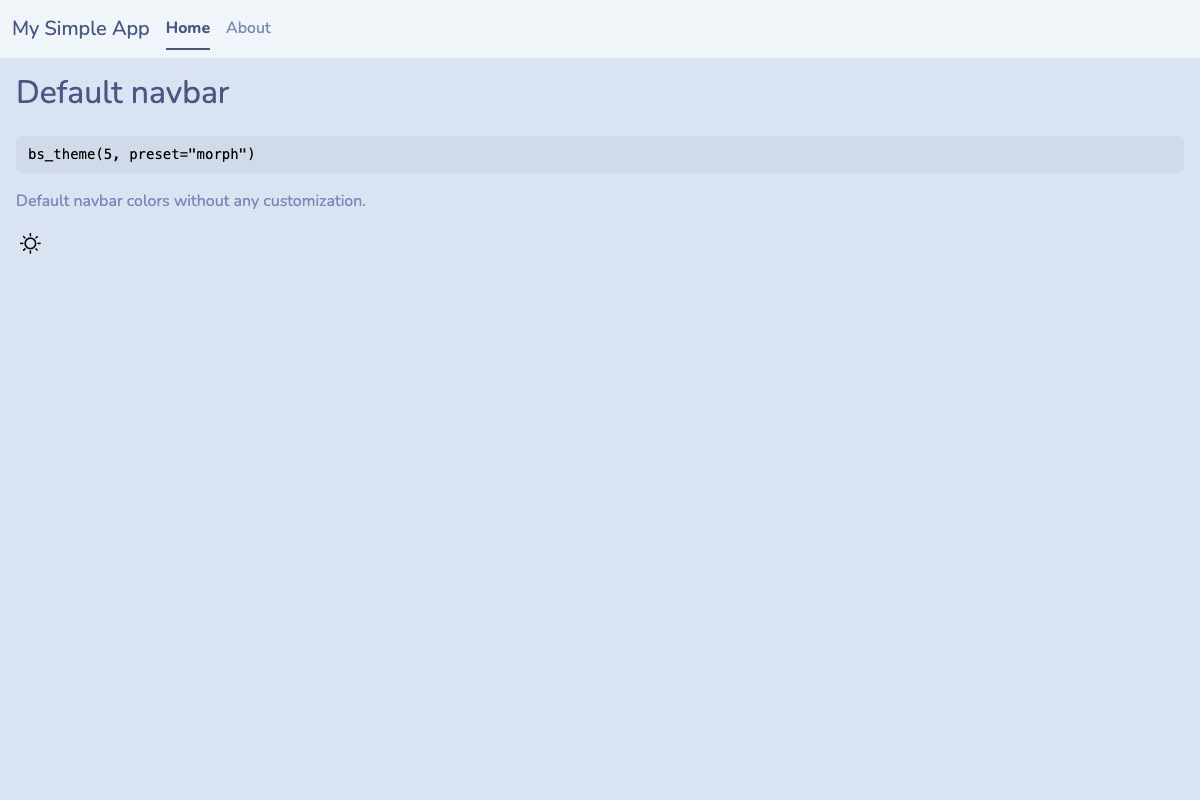 My Simple App Home About
Default navbar
bs_theme(5, preset="morph")
Default navbar colors without any customization.